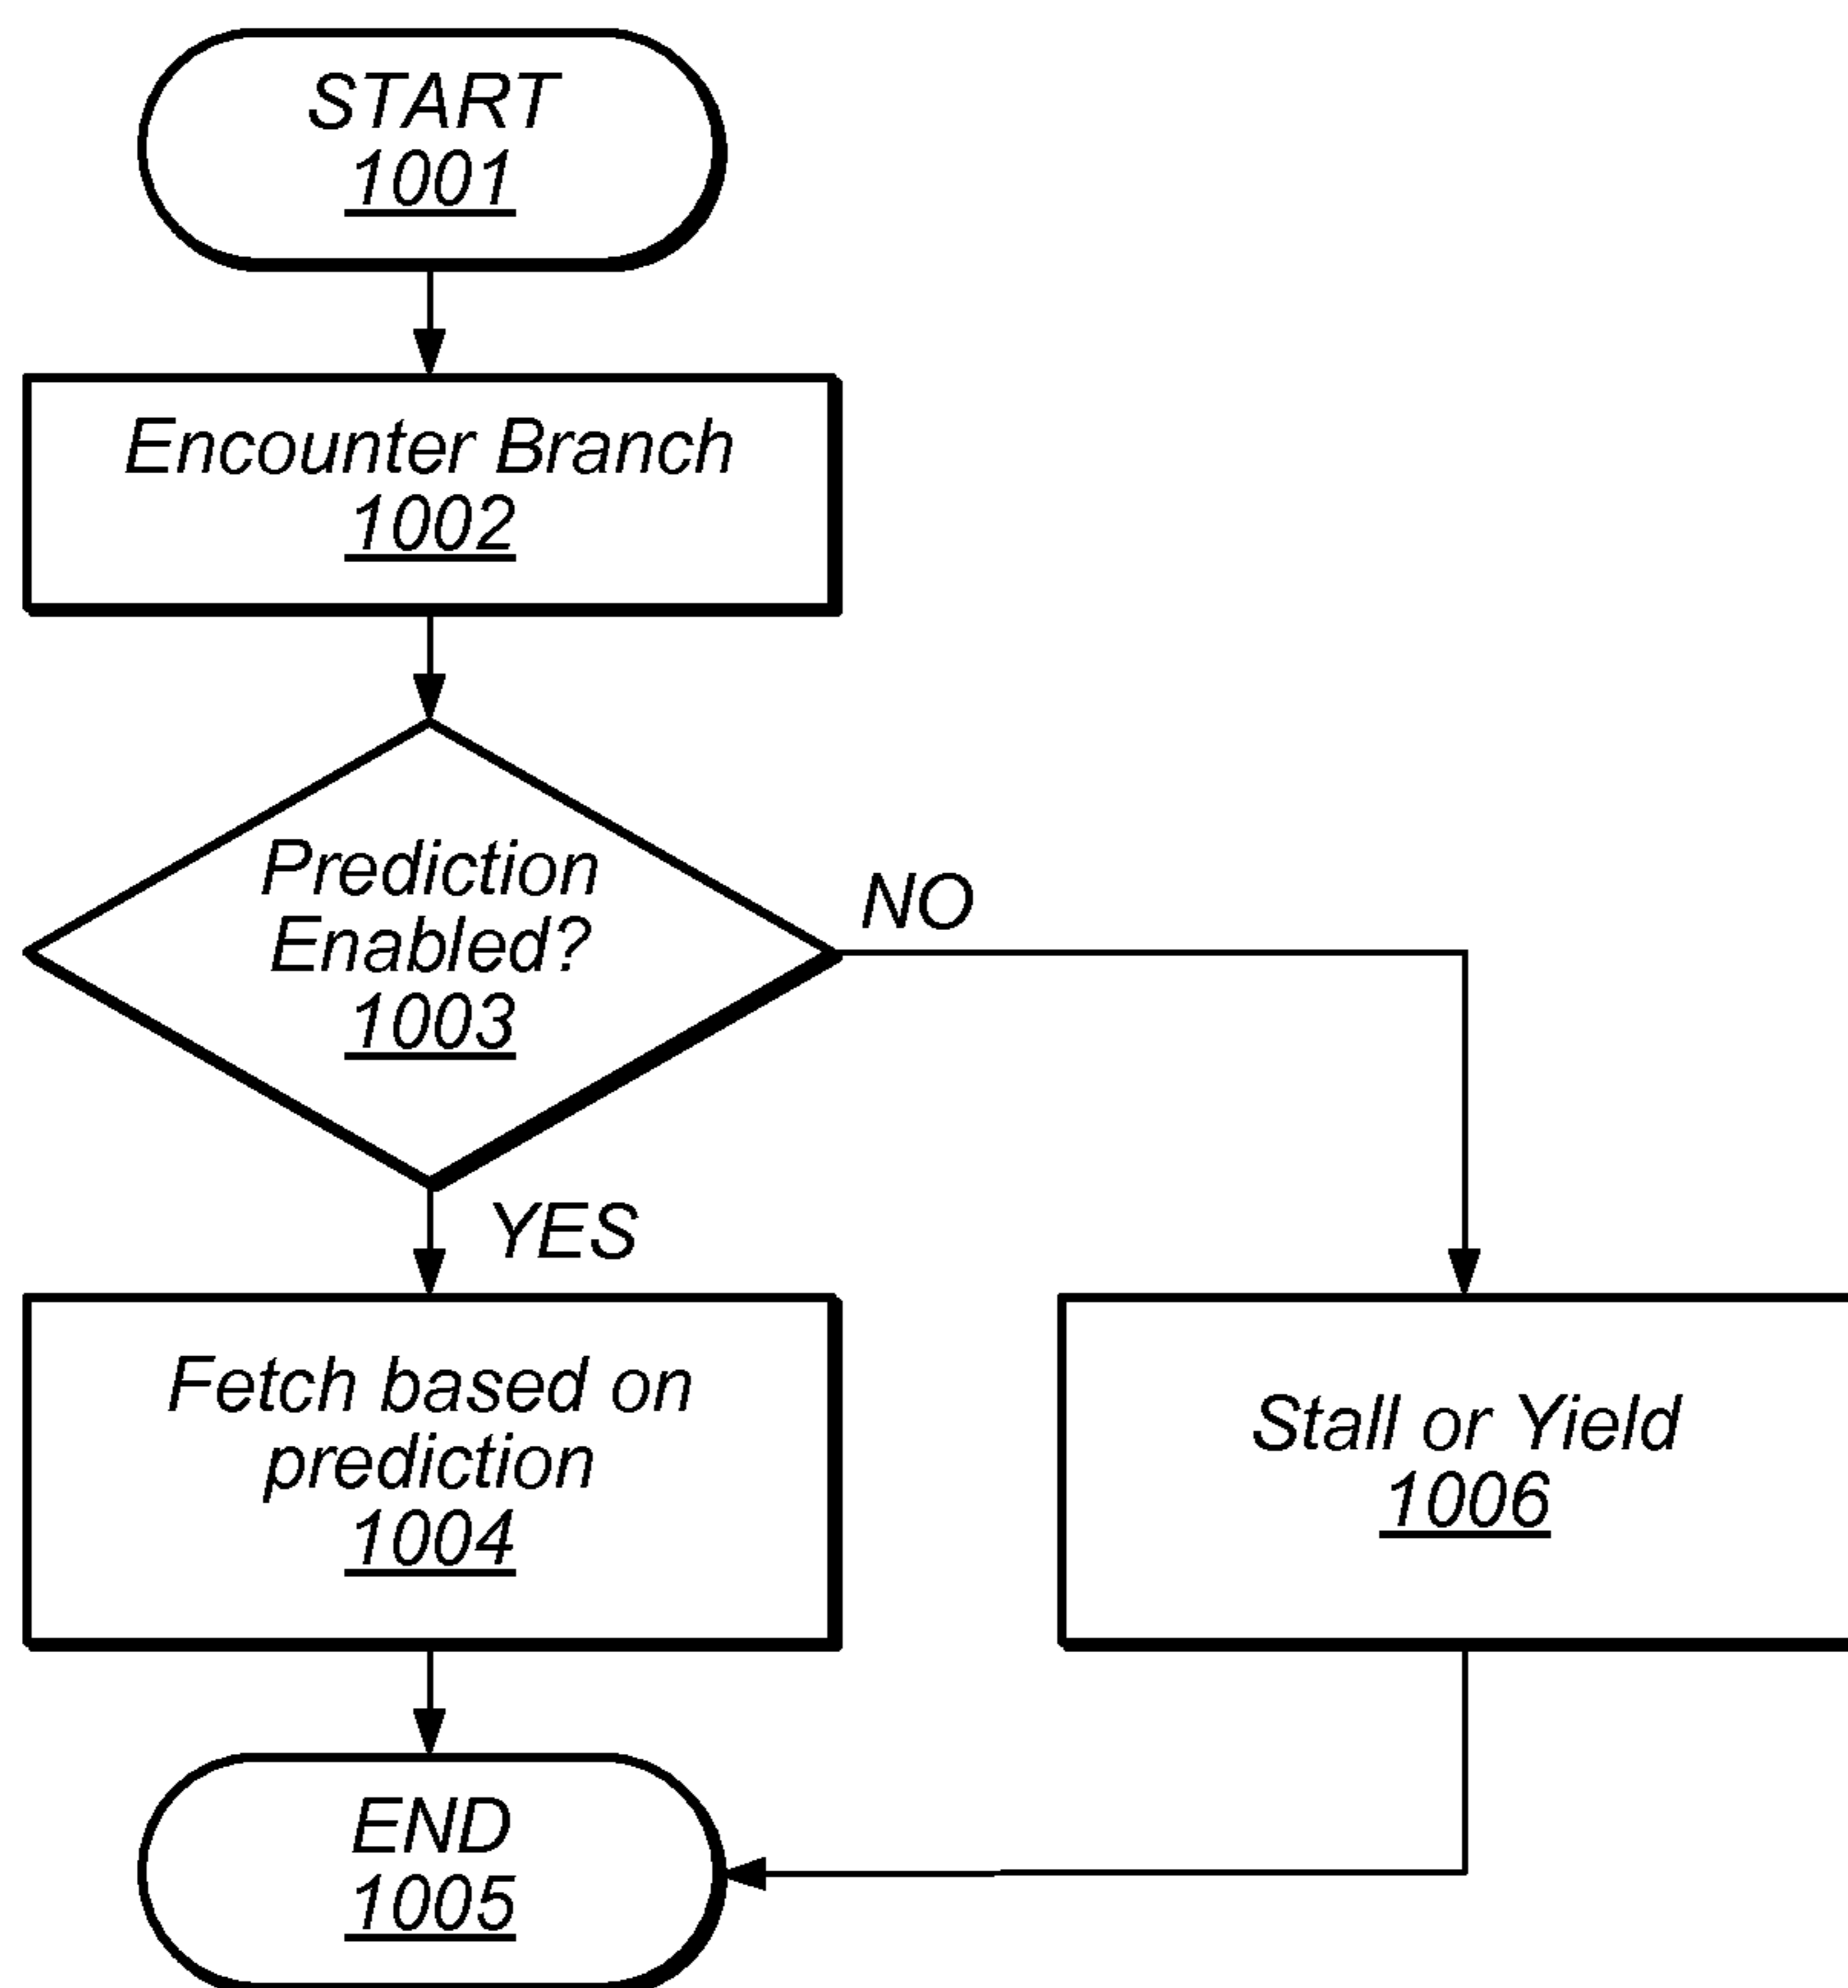 START
1001
Encounter Branch
1002
Prediction
Enabled?
1003
NO
YES
Fetch based on
prediction
1004
Stall or Yield
1006
END
1005